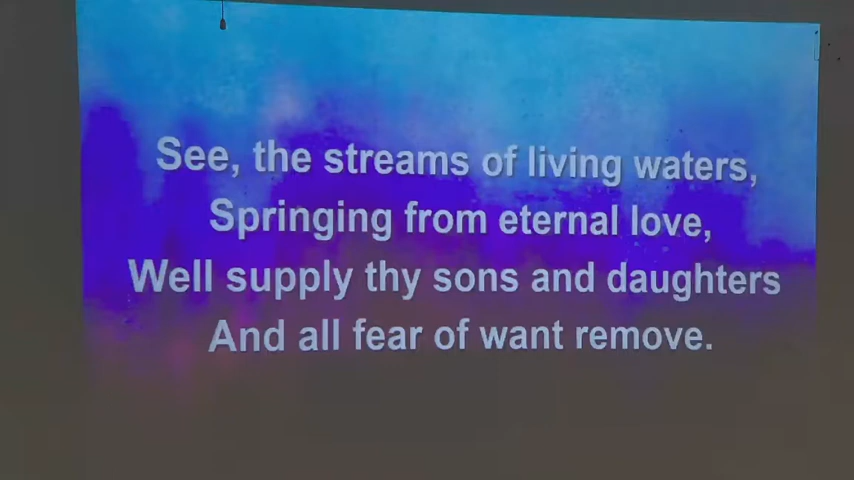 See, the streams of living waters,
Springing from eternal love,
Well supply thy sons and daughters
And all fear of want remove.